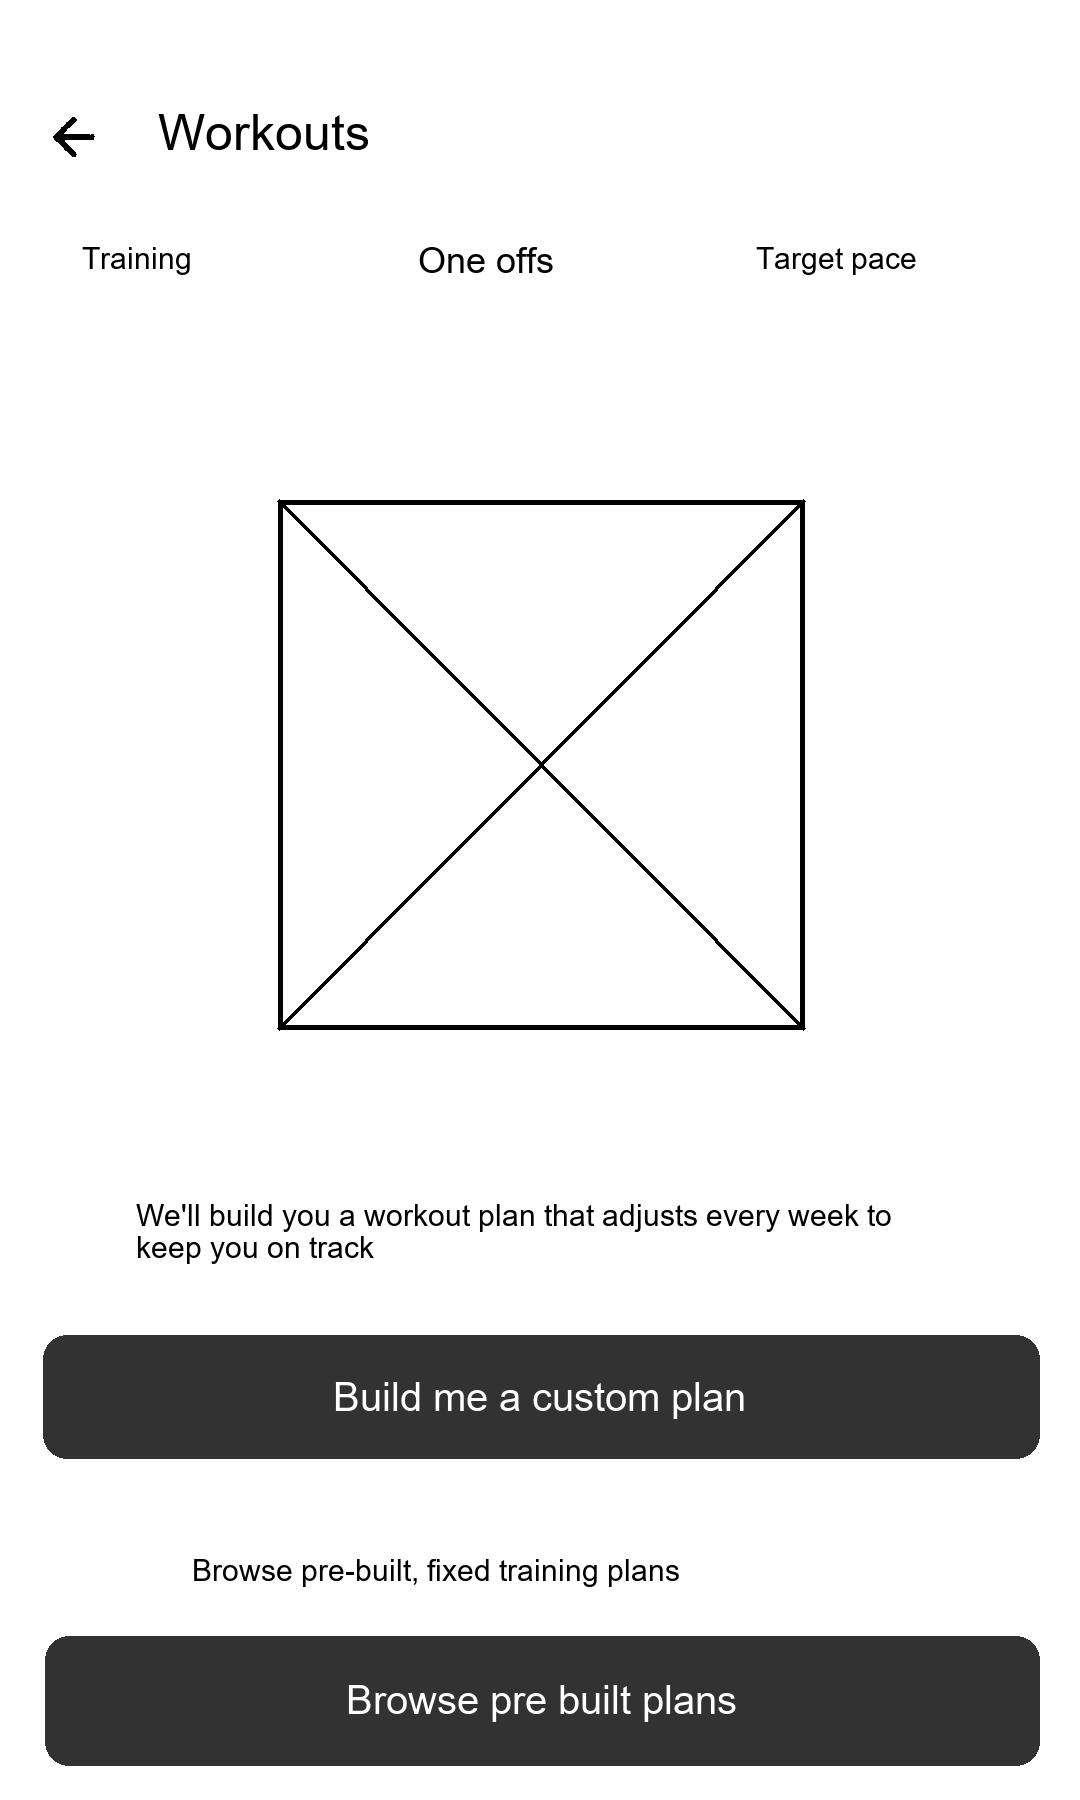 Workouts
Training One offs Target pace
We'll build you a workout plan that adjusts every week to
keep you on track
Build me a custom plan
Browse pre-built, fixed training plans
Browse pre built plans